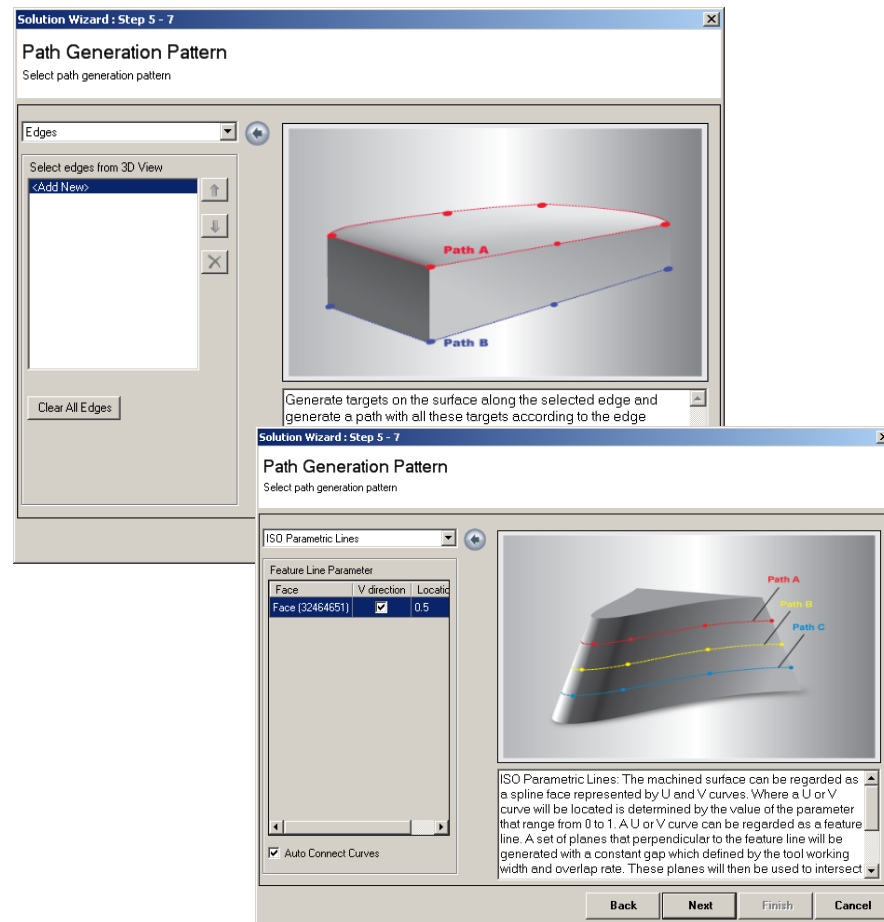 Solution Wizard : Step 5 - 7
Path Generation Pattern
Select path generation pattern
Edges
Select edges from 3D View
<Add New>
Clear All Edges
Path A
Path B
Generate targets on the surface along the selected edge and
generate a path with all these targets according to the edge
Solution Wizard : Step 5 - 7
Path Generation Pattern
Select path generation pattern
ISO Parametric Lines
Feature Line Parameter
Face V direction Locatio
Face (32464651) 0.5
Auto Connect Curves
Path A
Path B
Path C
ISO Parametric Lines: The machined surface can be regarded as
a spline face represented by U and V curves. Where a U or V
curve will be located is determined by the value of the parameter
that range from 0 to 1. A U or V curve can be regarded as a feature
line. A set of planes that perpendicular to the feature line will be
generated with a constant gap which defined by the tool working
width and overlap rate. These planes will then be used to intersect
Back Next Finish Cancel